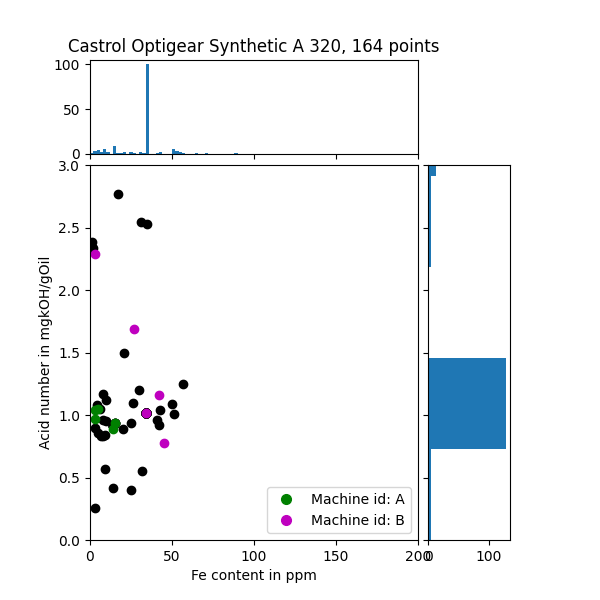 Castrol Optigear Synthetic A 320, 164 points
100
50
0
3.0
2.5
2.0
1.5
1.0
0.5
0.0
Acid number in mgkOH/gOil
Machine id: A
Machine id: B
0 50 100 150 200 0 100
Fe content in ppm